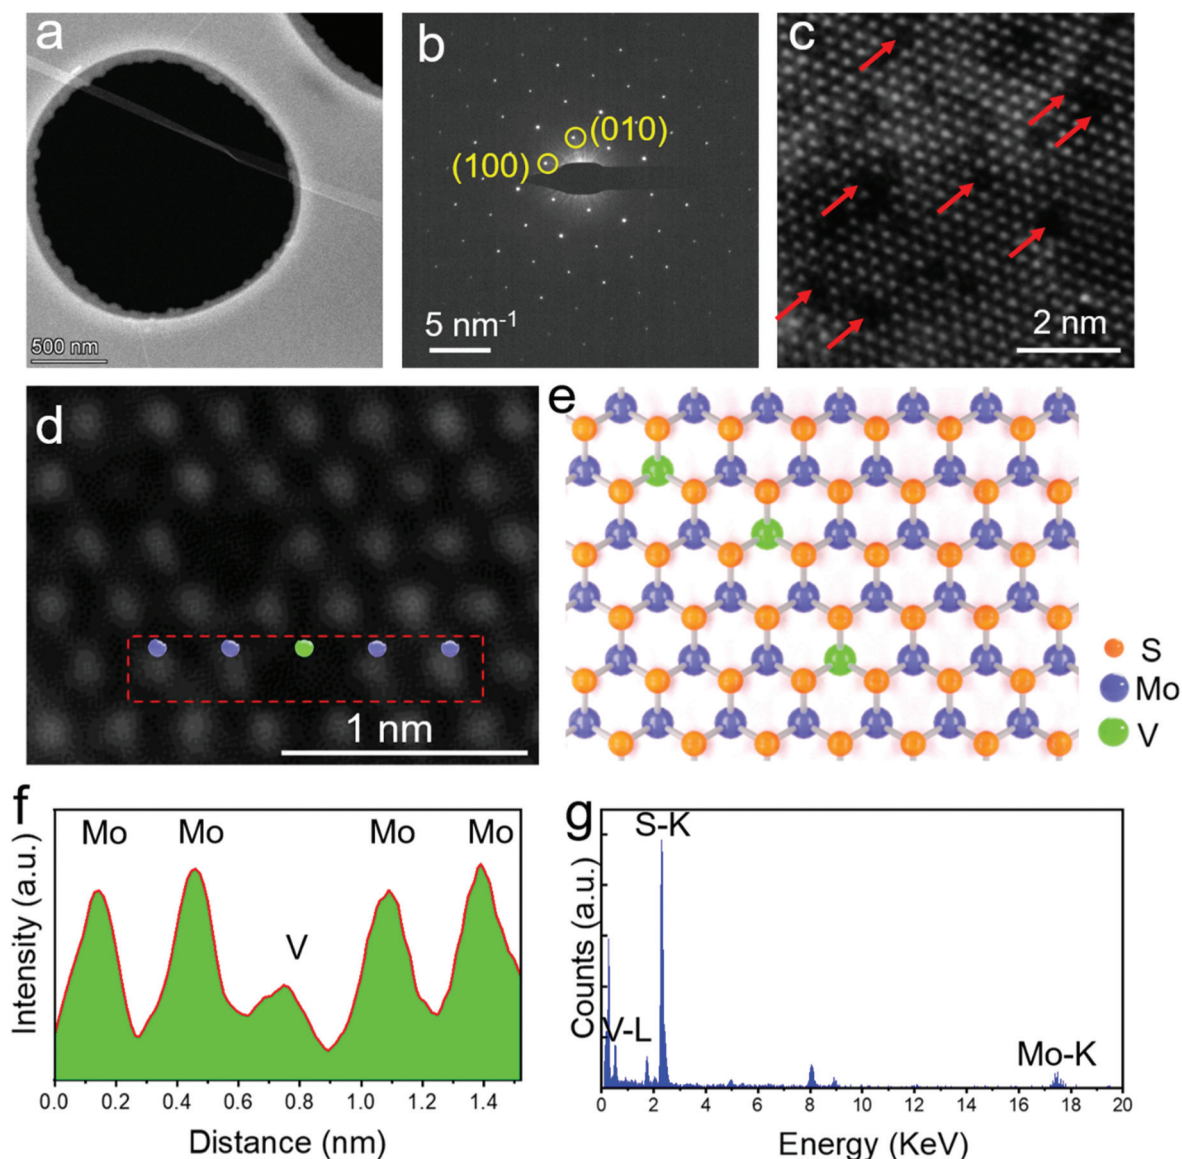 a
500 nm
b
(010)
(100)
5 nm⁻¹
c
2 nm
d
1 nm
e
S
Mo
V
f
Mo
Mo
V
Mo
Mo
Intensity (a.u.)
0.0 0.2 0.4 0.6 0.8 1.0 1.2 1.4
Distance (nm)
g
S-K
V-L
Mo-K
Counts (a.u.)
0 2 4 6 8 10 12 14 16 18 20
Energy (KeV)